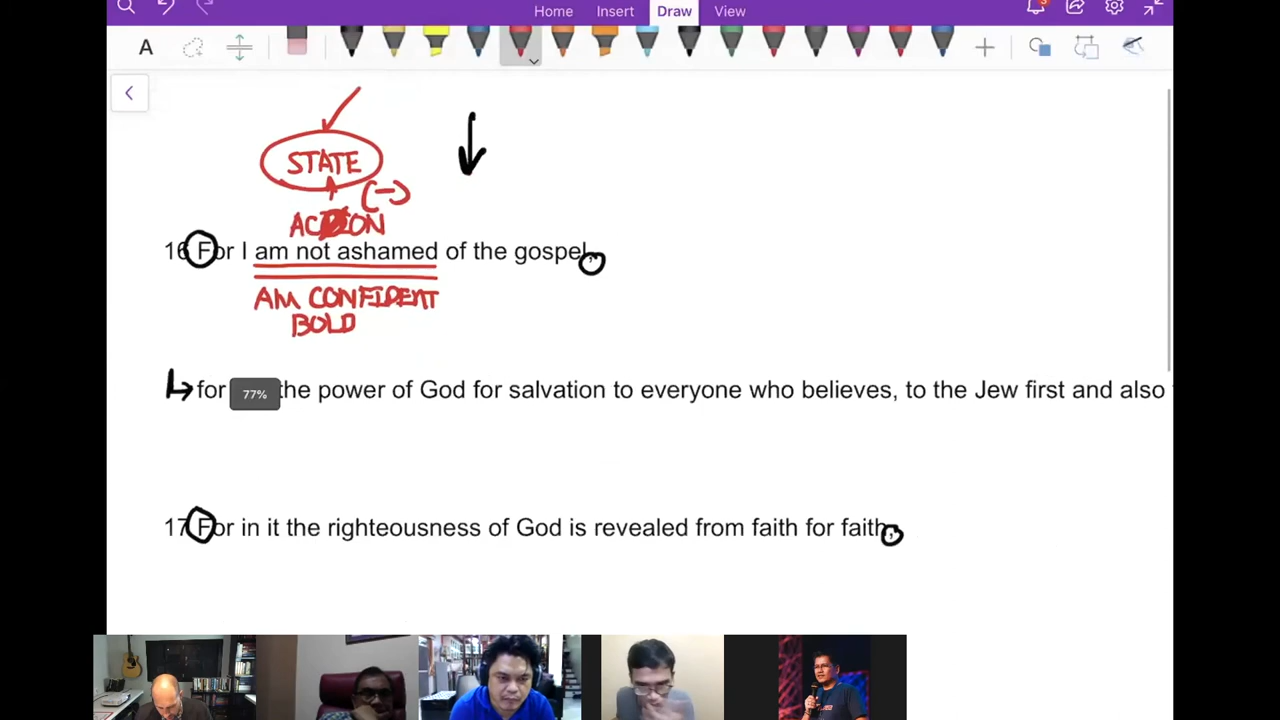 Home Insert Draw View
A
STATE
(-)
ON
16 For I am not ashamed of the gospel,
AM CONFIDENT
BOLD
for the power of God for salvation to everyone who believes, to the Jew first and also
77%
17 For in it the righteousness of God is revealed from faith for faith,